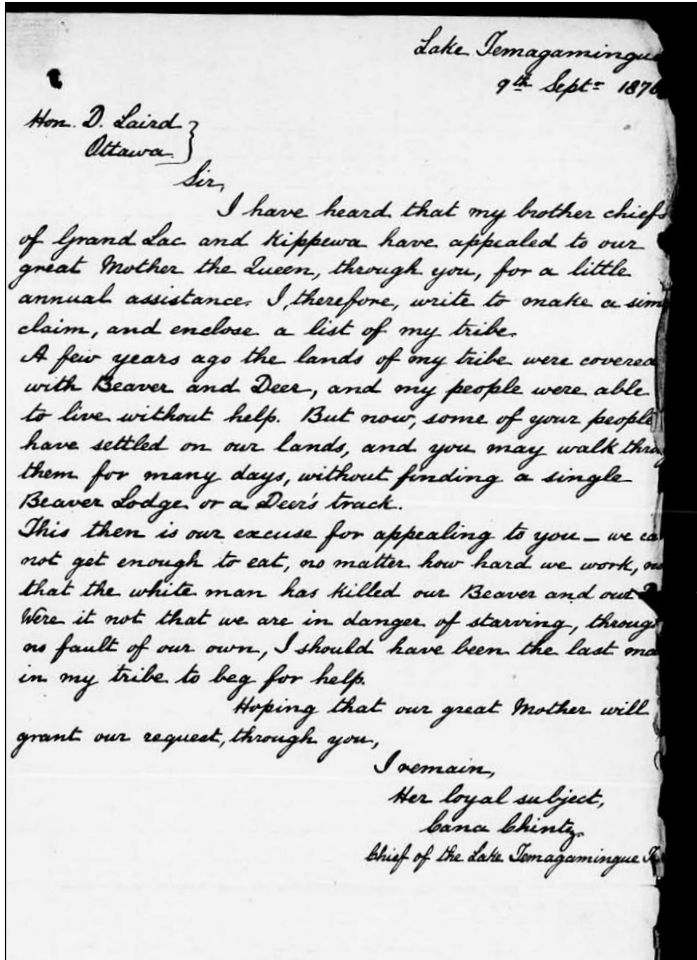 Lake Temagamingue
9th Sept= 1876
Hon. D. Laird
Ottawa
Sir,
I have heard that my brother chiefs
of Grand Lac and Kippewa have appealed to our
great Mother the Queen, through you, for a little
annual assistance. I, therefore, write to make a sim
claim, and enclose a list of my tribe.
A few years ago the lands of my tribe were covered
with Beaver and Deer, and my people were able
to live without help. But now, some of your people
have settled on our lands, and you may walk throu
them for many days, without finding a single
Beaver Lodge or a Deer's track.
This then is our excuse for appealing to you — we ca
not get enough to eat, no matter how hard we work, no
that the white man has killed our Beaver and our D
Were it not that we are in danger of starving, through
no fault of our own, I should have been the last ma
in my tribe to beg for help.
Hoping that our great Mother will
grant our request, through you,
I remain,
Her loyal subject,
Cana Chintz.
Chief of the Lake Temagamingue